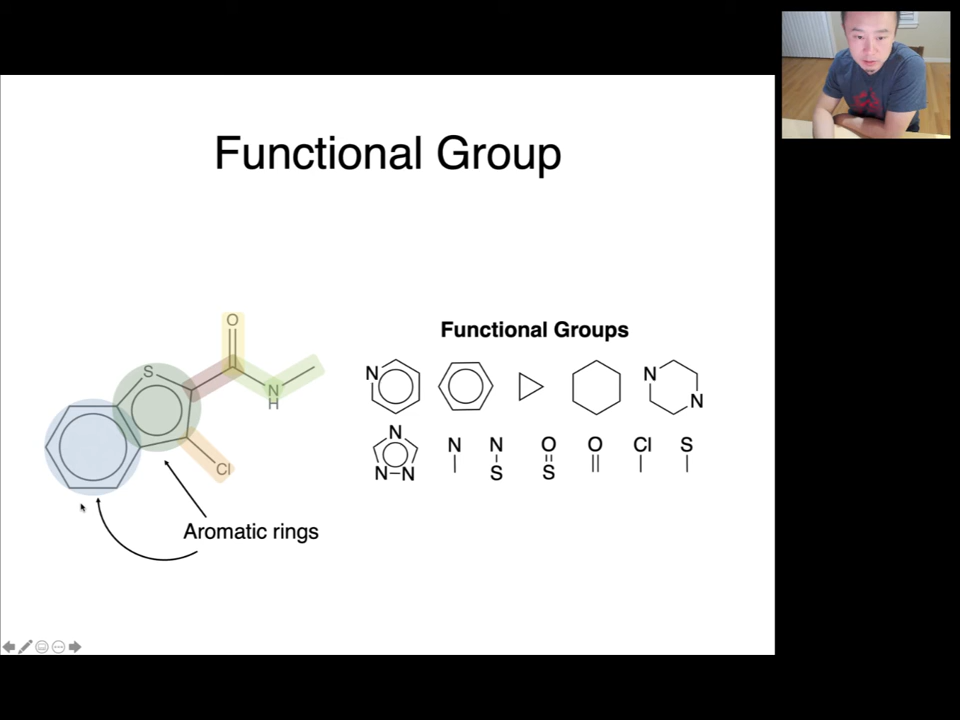 Functional Group
O
S
N
H
Cl
Aromatic rings
Functional Groups
N
N
N
N
N–N
N
N
S
O
S
O
Cl
S